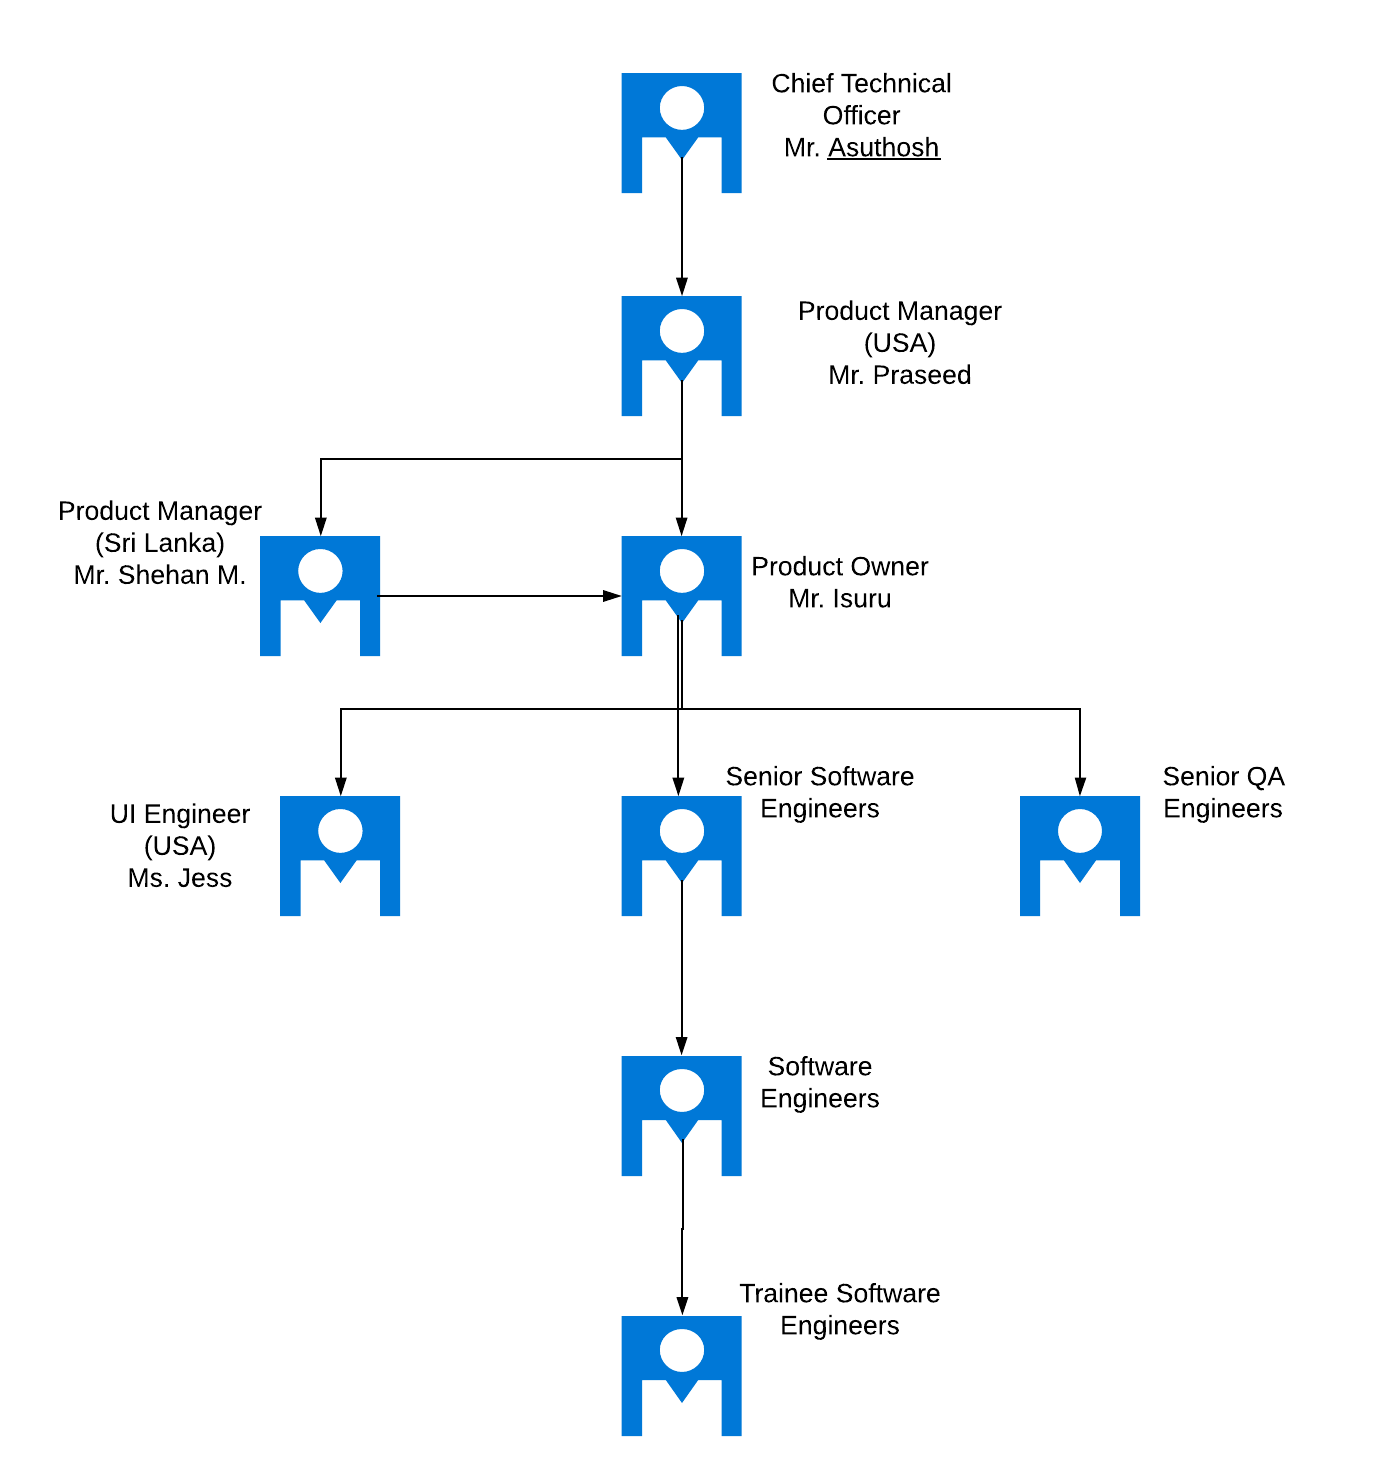 Chief Technical
Officer
Mr. Asuthosh
Product Manager
(USA)
Mr. Praseed
Product Manager
(Sri Lanka)
Mr. Shehan M.
Product Owner
Mr. Isuru
UI Engineer
(USA)
Ms. Jess
Senior Software
Engineers
Senior QA
Engineers
Software
Engineers
Trainee Software
Engineers